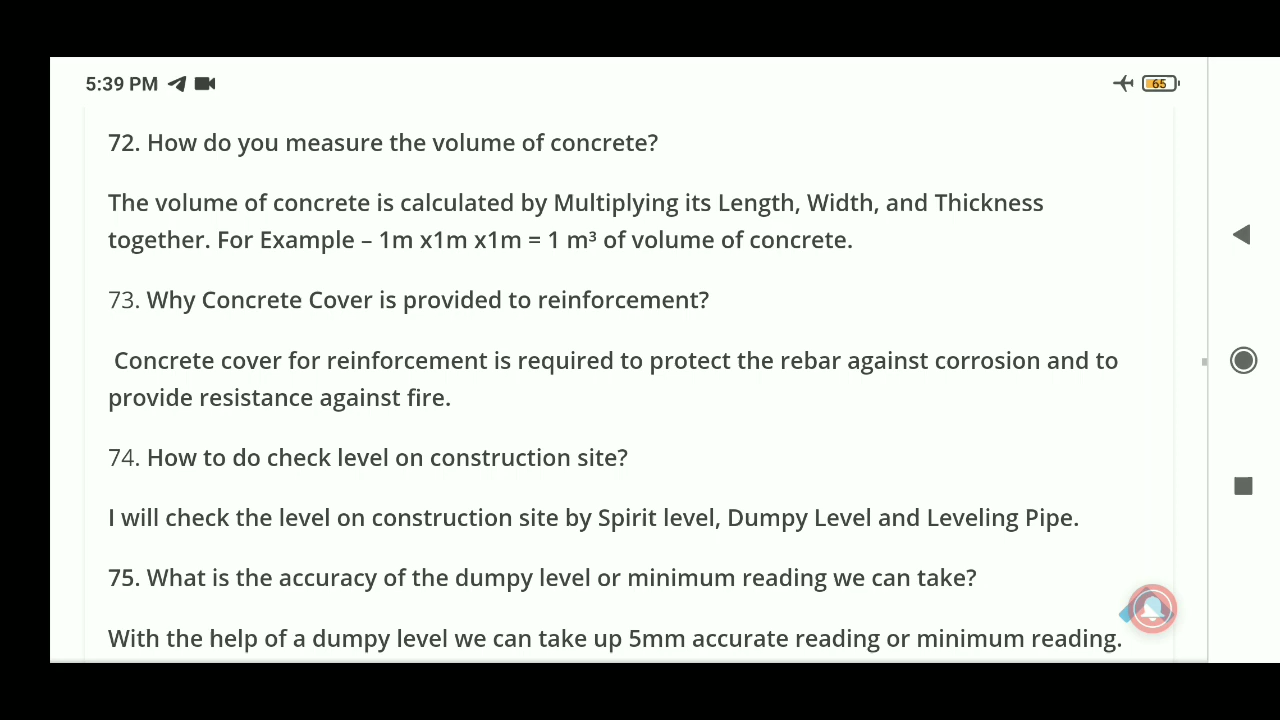 5:39 PM
65
72. How do you measure the volume of concrete?
The volume of concrete is calculated by Multiplying its Length, Width, and Thickness
together. For Example – 1m x1m x1m = 1 m³ of volume of concrete.
73. Why Concrete Cover is provided to reinforcement?
Concrete cover for reinforcement is required to protect the rebar against corrosion and to
provide resistance against fire.
74. How to do check level on construction site?
I will check the level on construction site by Spirit level, Dumpy Level and Leveling Pipe.
75. What is the accuracy of the dumpy level or minimum reading we can take?
With the help of a dumpy level we can take up 5mm accurate reading or minimum reading.